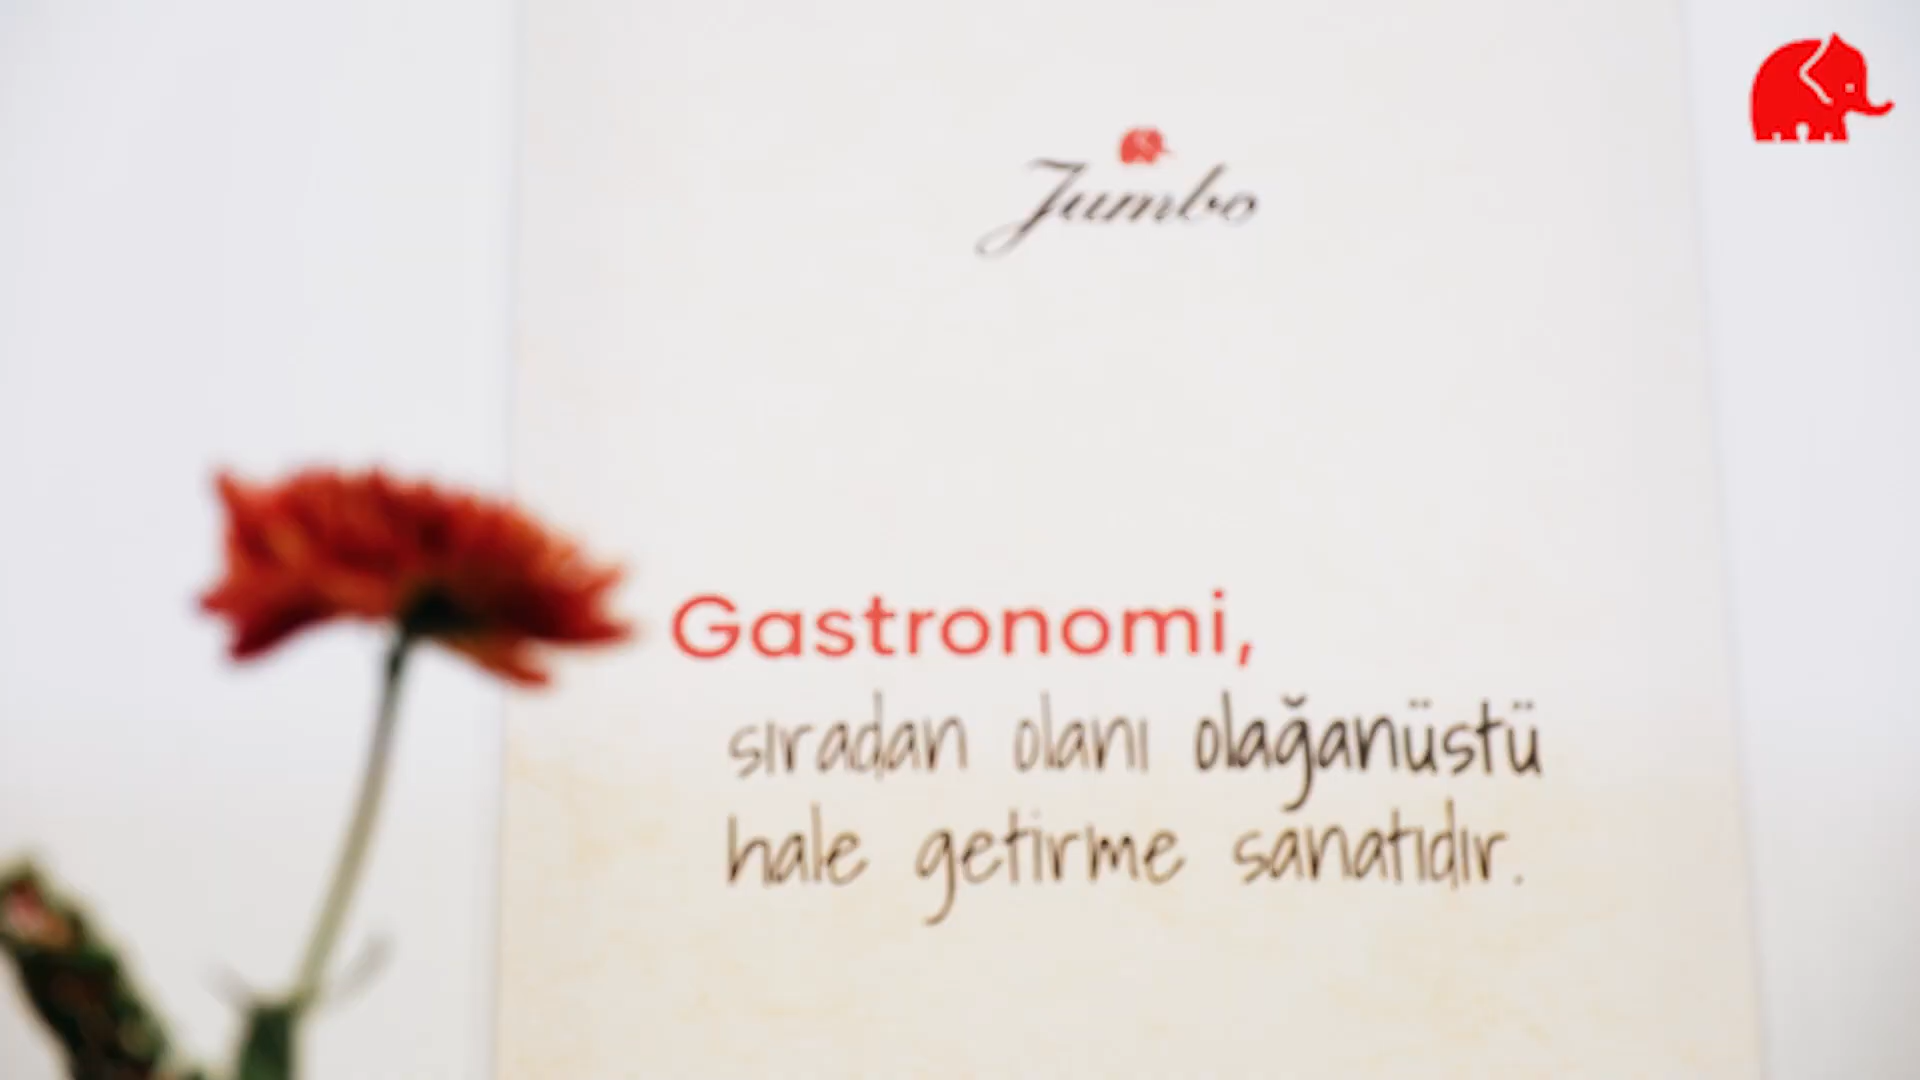 Jumbo
Gastronomi,
sıradan olanı olağanüstü
hale getirme sanatıdır.